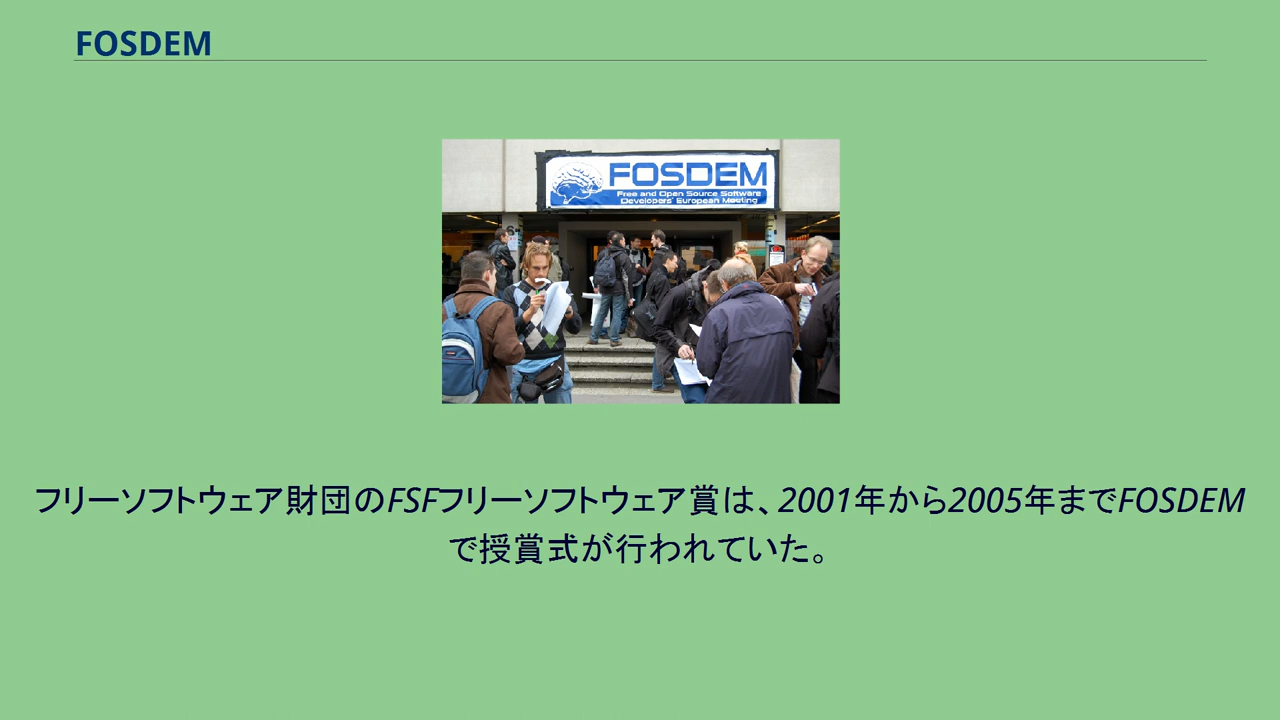 FOSDEM
FOSDEM
Free and Open Source Software
Developers' European Meeting
フリーソフトウェア財団のFSFフリーソフトウェア賞は、2001年から2005年までFOSDEM
で授賞式が行われていた。